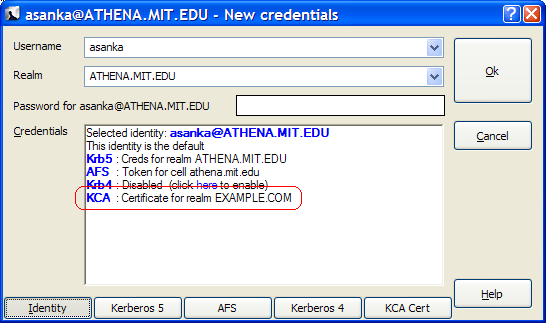 asanka@ATHENA.MIT.EDU - New credentials
Username asanka
Realm ATHENA.MIT.EDU
Ok
Password for asanka@ATHENA.MIT.EDU
Credentials
Selected identity: asanka@ATHENA.MIT.EDU
This identity is the default
Krb5 : Creds for realm ATHENA.MIT.EDU
AFS : Token for cell athena.mit.edu
Krb4 : Disabled (click here to enable)
KCA : Certificate for realm EXAMPLE.COM
Cancel
Help
Identity Kerberos 5 AFS Kerberos 4 KCA Cert